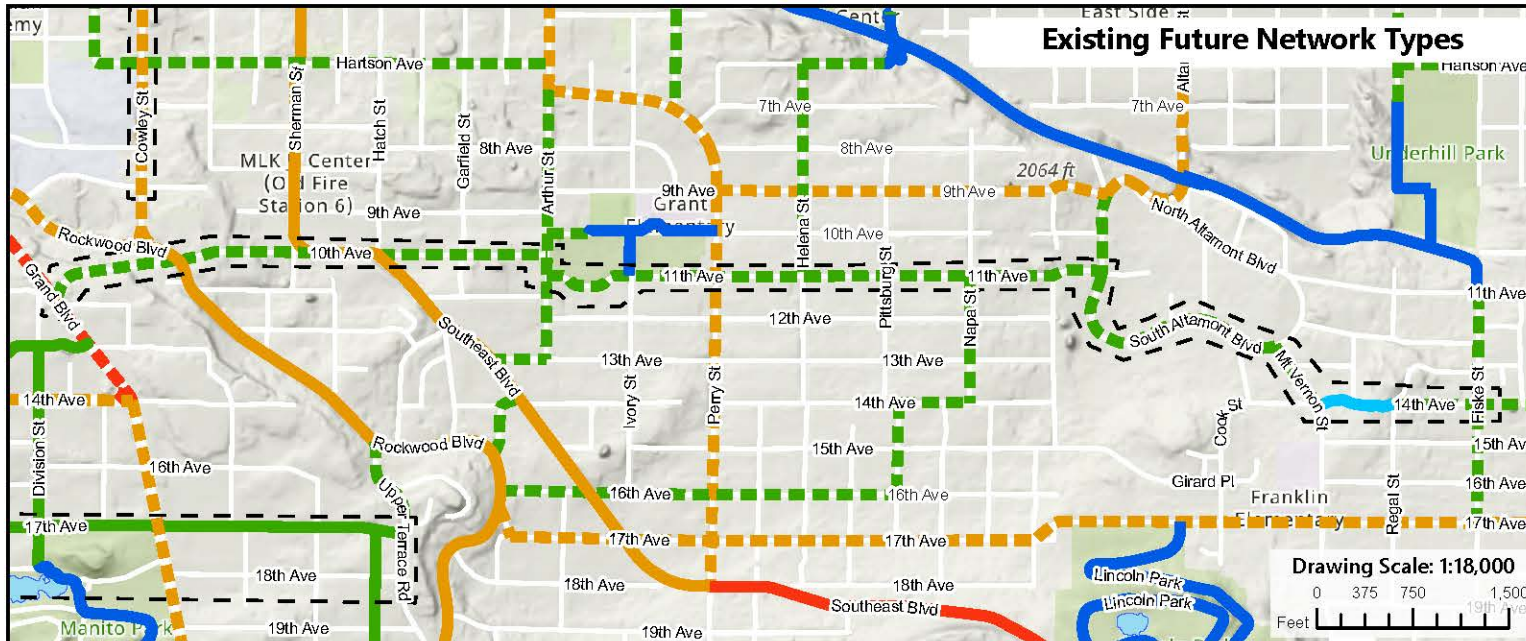 Existing Future Network Types
emy
Center
East Side
Hartson Ave
Hartson Ave
Cowley St
Sherman St
Hatch St
Garfield St
Arthur St
7th Ave
7th Ave
8th Ave
8th Ave
MLK
Center
(Old Fire
Station 6)
2064 ft
Underhill Park
9th Ave
9th Ave
9th Ave
Grant
Elementary
Helena St
10th Ave
10th Ave
North Altamont Blvd
Rockwood Blvd
Grand Blvd
11th Ave
11th Ave
11th Ave
Pittsburg St
Napa St
12th Ave
Southeast Blvd
South Altamont Blvd
Mt Vernon St
13th Ave
13th Ave
Ivory St
Perry St
14th Ave
14th Ave
14th Ave
Fiske St
Cook St
Division St
Rockwood Blvd
15th Ave
15th Ave
16th Ave
16th Ave
16th Ave
16th Ave
Upper Terrace Rd
Girard Pl
Franklin
Elementary
Regal St
17th Ave
17th Ave
17th Ave
17th Ave
18th Ave
18th Ave
18th Ave
Southeast Blvd
Lincoln Park
Lincoln Park
Manito Park
19th Ave
19th Ave
19th Ave
Drawing Scale: 1:18,000
0 375 750 1,500
Feet